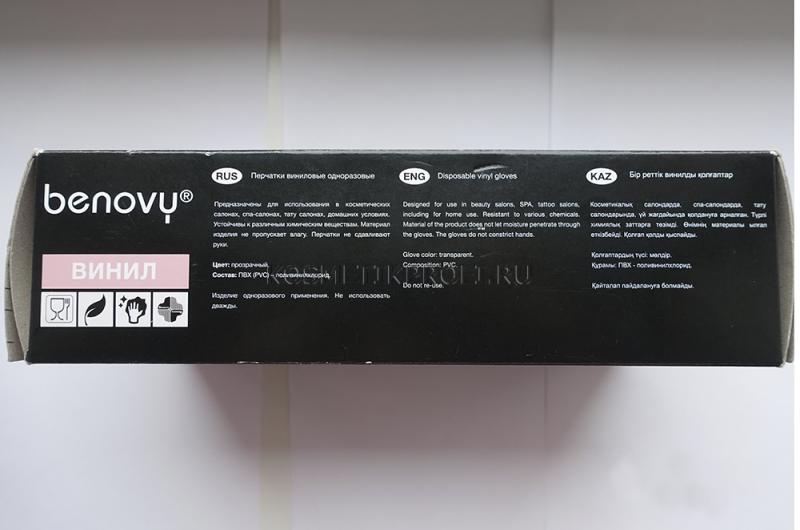 benovy®
ВИНИЛ
RUS Перчатки виниловые одноразовые
Предназначены для использования в косметических
салонах, спа-салонах, тату салонах, домашних условиях.
Устойчивы к различным химическим веществам. Материал
изделия не пропускает влагу. Перчатки не сдавливают
руки.
Цвет: прозрачный.
Состав: ПВХ (PVC) – поливинилхлорид.
Изделие одноразового применения. Не использовать
дважды.
ENG Disposable vinyl gloves
Designed for use in beauty salons, SPA, tattoo salons,
including for home use. Resistant to various chemicals.
Material of the product does not let moisture penetrate through
the gloves. The gloves do not constrict hands.
Glove color: transparent.
Composition: PVC.
Do not re-use.
KAZ Бір реттік винилды қолғаптар
Косметикалық салондарда, спа-салондарда, тату
салондарында, үй жағдайында қолдануға арналған. Түрлі
химиялық заттарға төзімді. Өнімнің материалы ылғал
өткізбейді. Қолғап қолды қыспайды.
Қолғаптардың түсі: мөлдір.
Құрамы: ПВХ - поливинилхлорид.
Қайталап пайдалануға болмайды.
KOSMETIKPROFI.RU